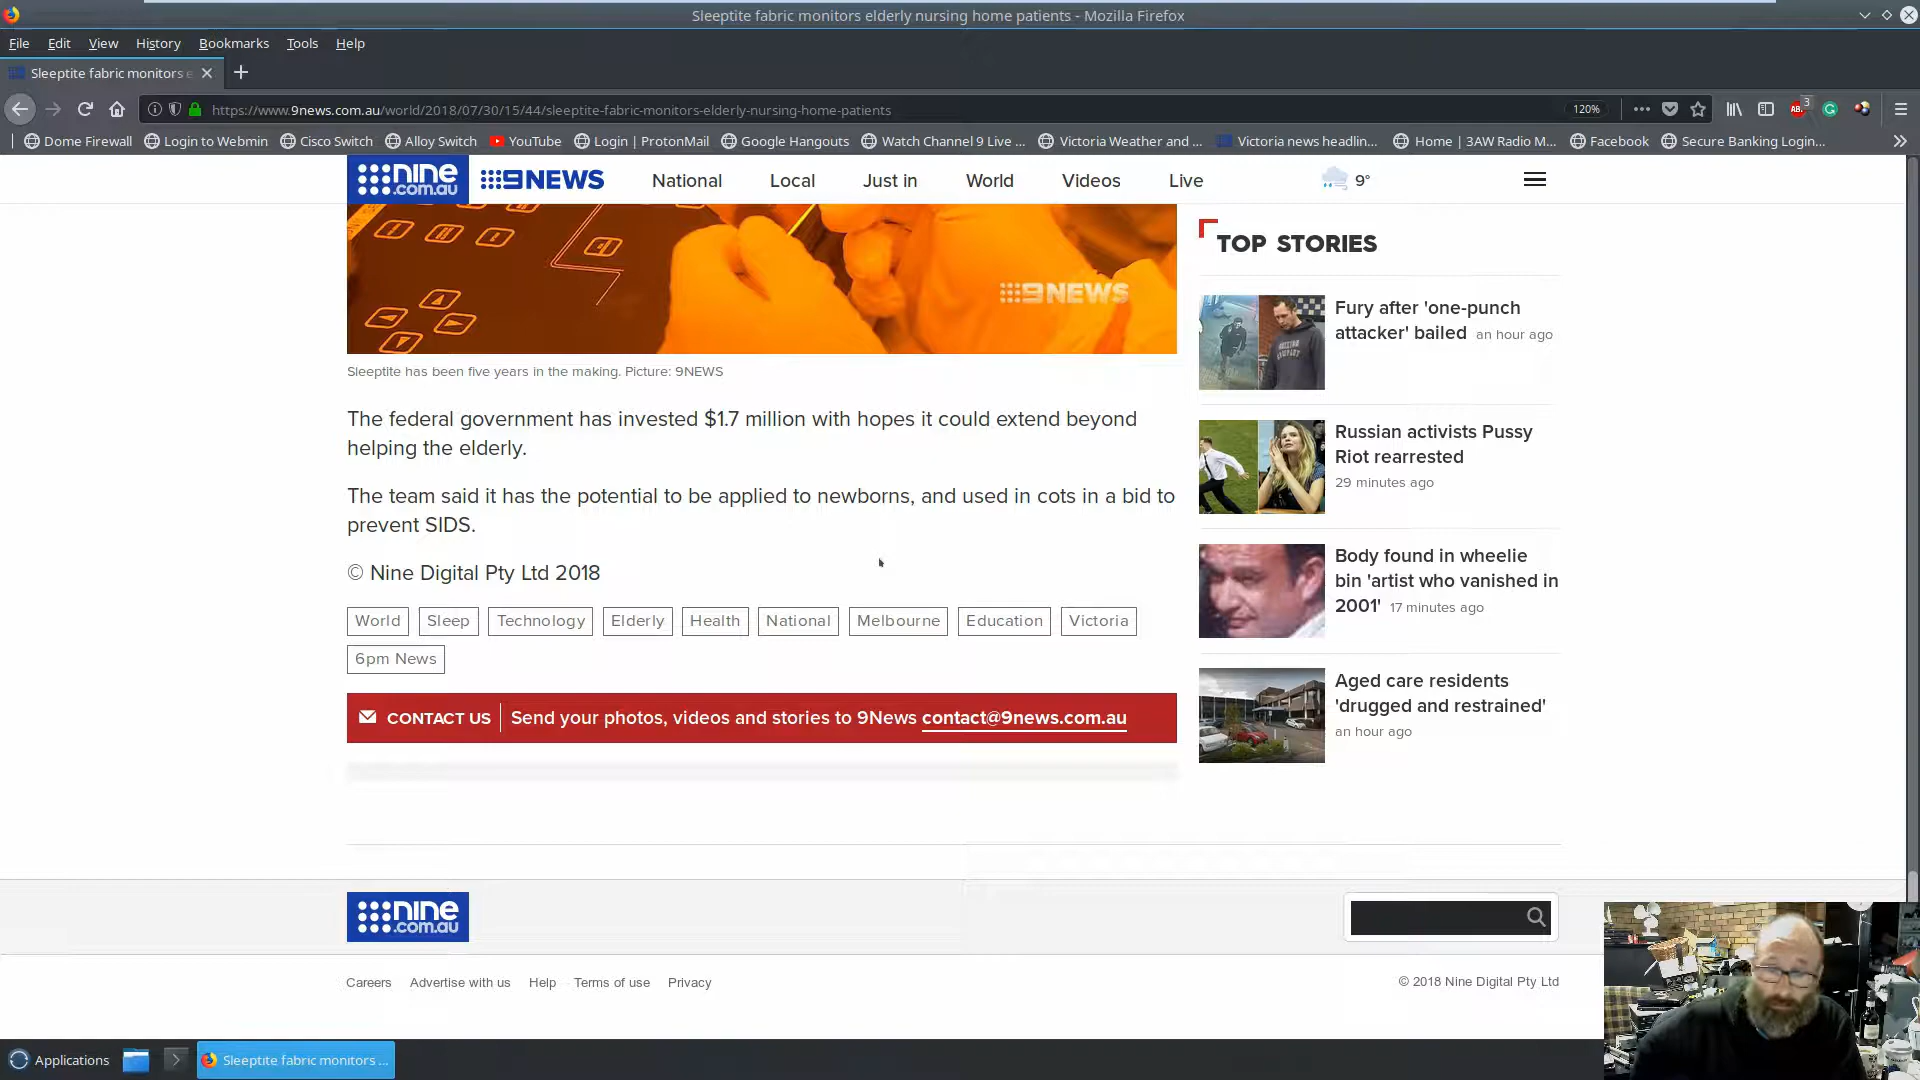 Sleeptite fabric monitors elderly nursing home patients - Mozilla Firefox
File Edit View History Bookmarks Tools Help
Sleeptite fabric monitors e
https://www.9news.com.au/world/2018/07/30/15/44/sleeptite-fabric-monitors-elderly-nursing-home-patients 120% ABP 3
Dome Firewall Login to Webmin Cisco Switch Alloy Switch YouTube Login | ProtonMail Google Hangouts Watch Channel 9 Live ... Victoria Weather and ... Victoria news headlin... Home | 3AW Radio M... Facebook Secure Banking Login...
nine
.com.au
9NEWS National Local Just in World Videos Live 9°
9NEWS
Sleeptite has been five years in the making. Picture: 9NEWS
The federal government has invested $1.7 million with hopes it could extend beyond
helping the elderly.
The team said it has the potential to be applied to newborns, and used in cots in a bid to
prevent SIDS.
© Nine Digital Pty Ltd 2018
World Sleep Technology Elderly Health National Melbourne Education Victoria
6pm News
CONTACT US Send your photos, videos and stories to 9News contact@9news.com.au
TOP STORIES
Fury after 'one-punch
attacker' bailed an hour ago
Russian activists Pussy
Riot rearrested
29 minutes ago
Body found in wheelie
bin 'artist who vanished in
2001' 17 minutes ago
Aged care residents
'drugged and restrained'
an hour ago
nine
.com.au
Careers Advertise with us Help Terms of use Privacy
© 2018 Nine Digital Pty Ltd
Applications Sleeptite fabric monitors ...